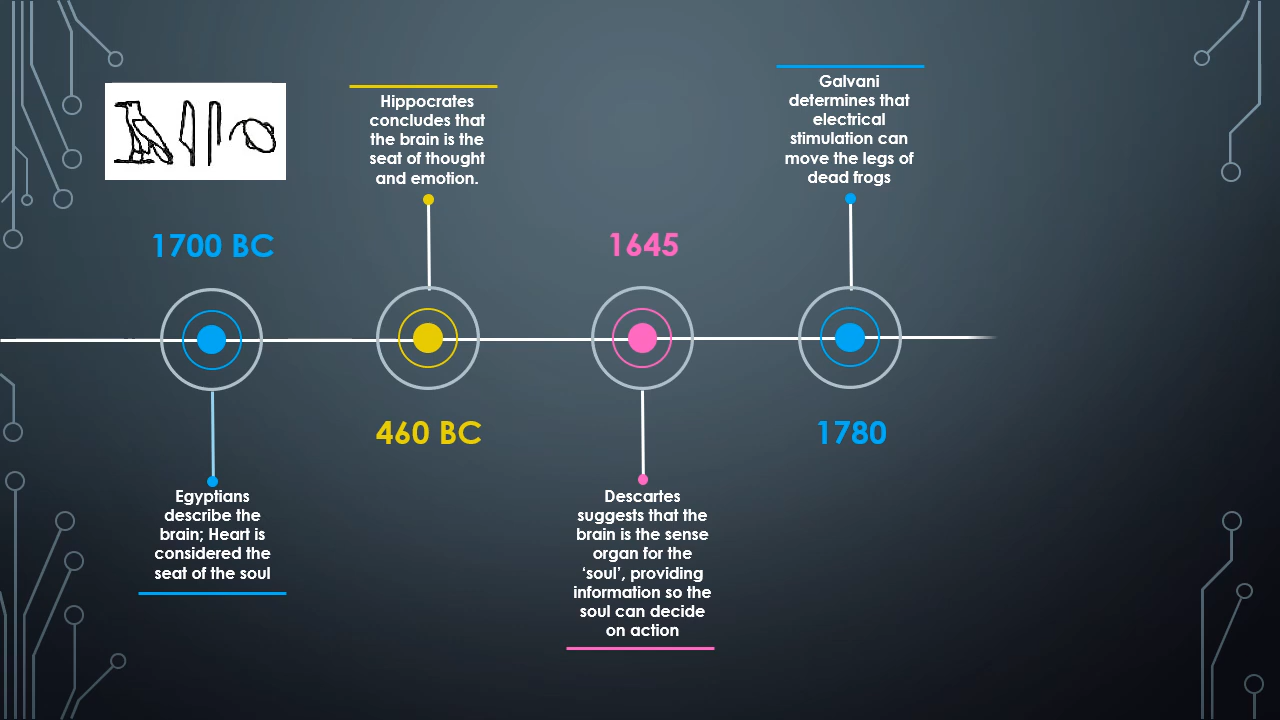 1700 BC
Egyptians
describe the
brain; Heart is
considered the
seat of the soul
Hippocrates
concludes that
the brain is the
seat of thought
and emotion.
460 BC
1645
Descartes
suggests that the
brain is the sense
organ for the
‘soul’, providing
information so the
soul can decide
on action
Galvani
determines that
electrical
stimulation can
move the legs of
dead frogs
1780